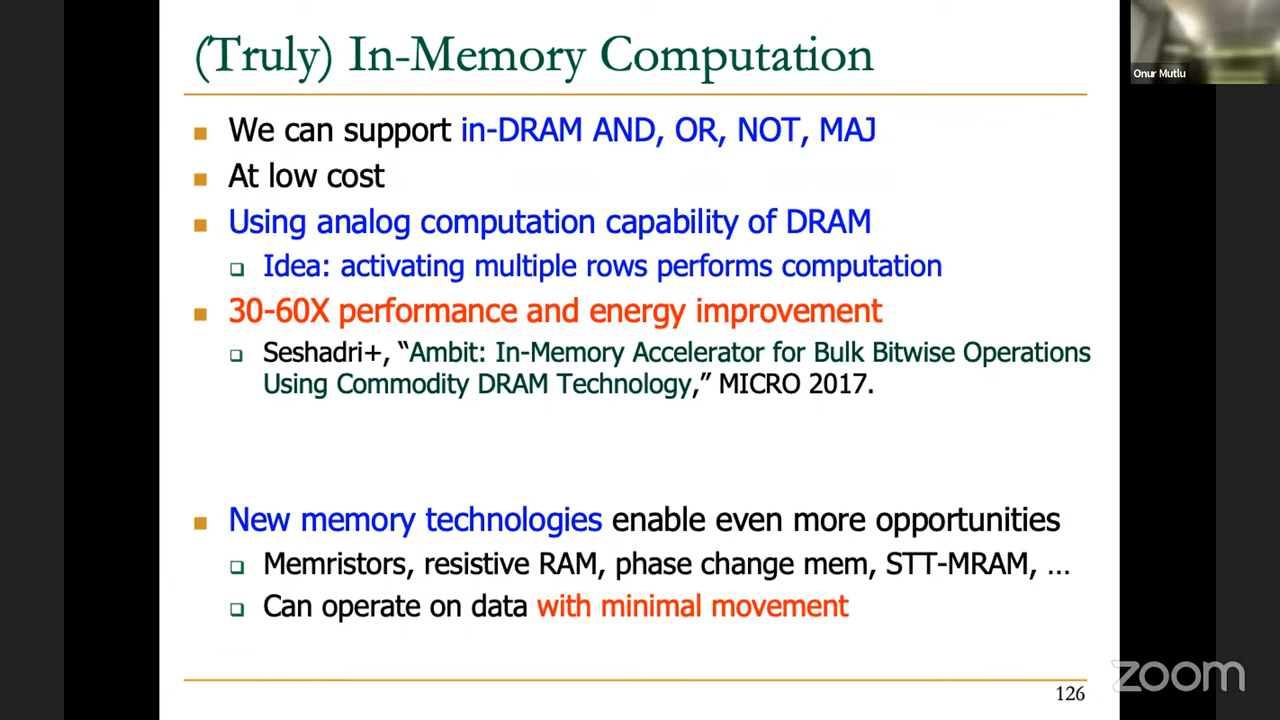 (Truly) In-Memory Computation
Onur Mutlu
We can support in-DRAM AND, OR, NOT, MAJ
At low cost
Using analog computation capability of DRAM
Idea: activating multiple rows performs computation
30-60X performance and energy improvement
Seshadri+, “Ambit: In-Memory Accelerator for Bulk Bitwise Operations
Using Commodity DRAM Technology,” MICRO 2017.
New memory technologies enable even more opportunities
Memristors, resistive RAM, phase change mem, STT-MRAM, ...
Can operate on data with minimal movement
126
zoom